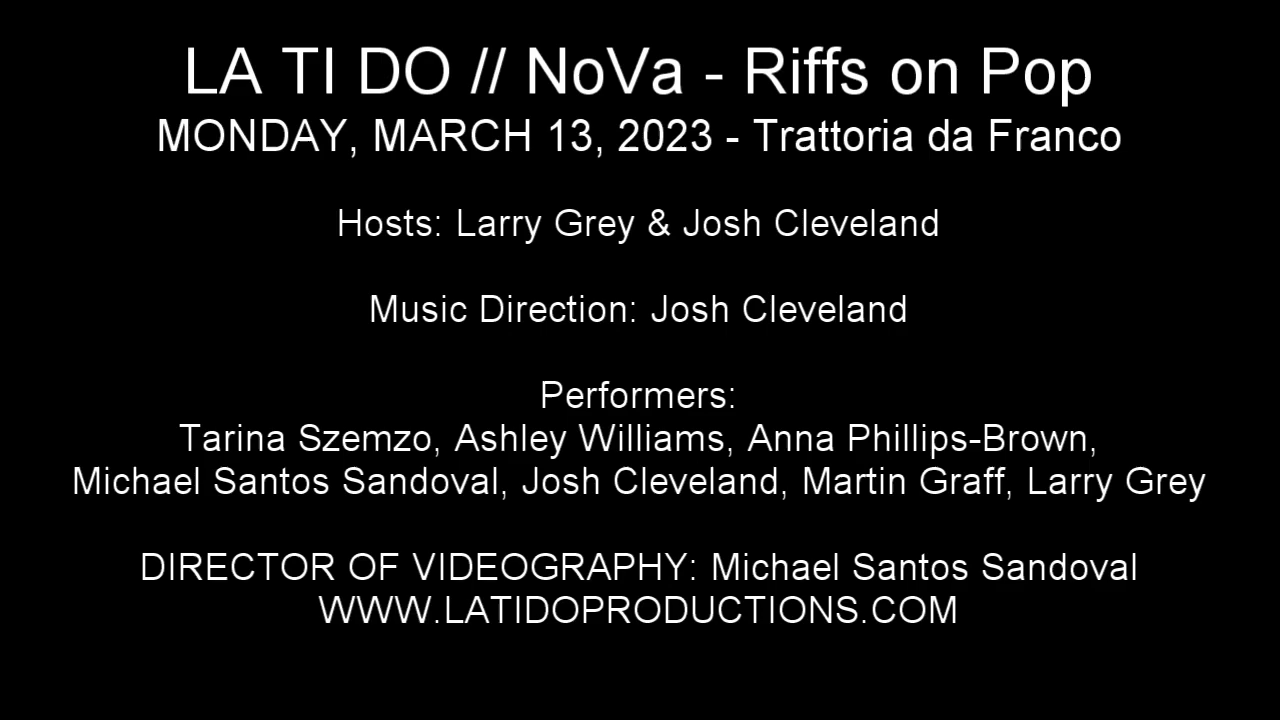 LA TI DO // NoVa - Riffs on Pop
MONDAY, MARCH 13, 2023 - Trattoria da Franco
Hosts: Larry Grey & Josh Cleveland
Music Direction: Josh Cleveland
Performers:
Tarina Szemzo, Ashley Williams, Anna Phillips-Brown,
Michael Santos Sandoval, Josh Cleveland, Martin Graff, Larry Grey
DIRECTOR OF VIDEOGRAPHY: Michael Santos Sandoval
WWW.LATIDOPRODUCTIONS.COM